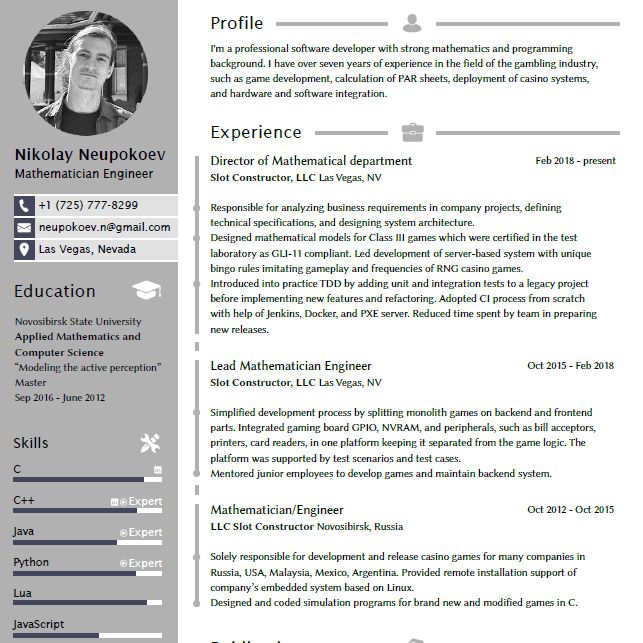 Nikolay Neupokoev
Mathematician Engineer
+1 (725) 777-8299
neupokoev.n@gmail.com
Las Vegas, Nevada
Education
Novosibirsk State University
Applied Mathematics and
Computer Science
“Modeling the active perception”
Master
Sep 2016 - June 2012
Skills
C
in
C++
in Expert
Java
Expert
Python
Expert
Lua
JavaScript
Profile
I'm a professional software developer with strong mathematics and programming
background. I have over seven years of experience in the field of the gambling industry,
such as game development, calculation of PAR sheets, deployment of casino systems,
and hardware and software integration.
Experience
Director of Mathematical department Feb 2018 - present
Slot Constructor, LLC Las Vegas, NV
Responsible for analyzing business requirements in company projects, defining
technical specifications, and designing system architecture.
Designed mathematical models for Class III games which were certified in the test
laboratory as GLI-11 compliant. Led development of server-based system with unique
bingo rules imitating gameplay and frequencies of RNG casino games.
Introduced into practice TDD by adding unit and integration tests to a legacy project
before implementing new features and refactoring. Adopted CI process from scratch
with help of Jenkins, Docker, and PXE server. Reduced time spent by team in preparing
new releases.
Lead Mathematician Engineer Oct 2015 - Feb 2018
Slot Constructor, LLC Las Vegas, NV
Simplified development process by splitting monolith games on backend and frontend
parts. Integrated gaming board GPIO, NVRAM, and peripherals, such as bill acceptors,
printers, card readers, in one platform keeping it separated from the game logic. The
platform was supported by test scenarios and test cases.
Mentored junior employees to develop games and maintain backend system.
Mathematician/Engineer Oct 2012 - Oct 2015
LLC Slot Constructor Novosibirsk, Russia
Solely responsible for development and release casino games for many companies in
Russia, USA, Malaysia, Mexico, Argentina. Provided remote installation support of
company's embedded system based on Linux.
Designed and coded simulation programs for brand new and modified games in C.